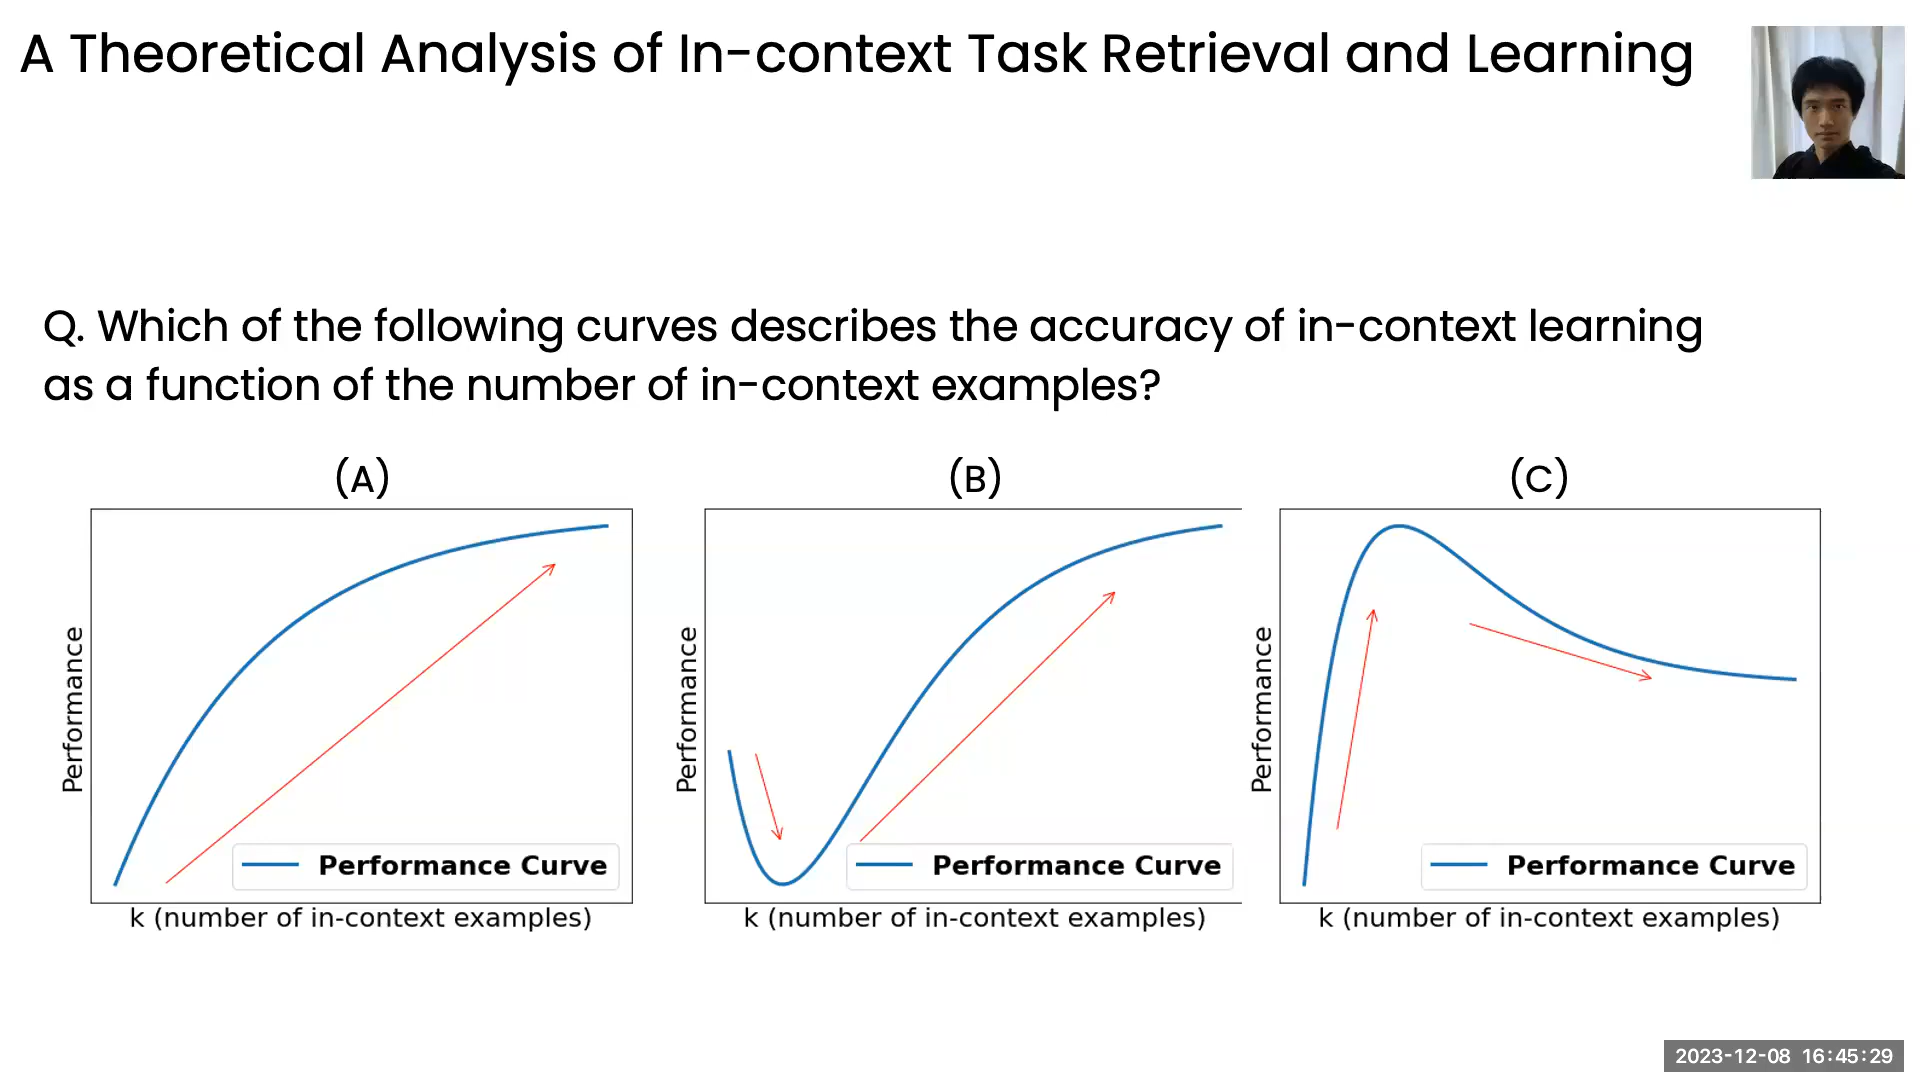 A Theoretical Analysis of In-context Task Retrieval and Learning
Q. Which of the following curves describes the accuracy of in-context learning
as a function of the number of in-context examples?
(A)
Performance
Performance Curve
k (number of in-context examples)
(B)
Performance
Performance Curve
k (number of in-context examples)
(C)
Performance
Performance Curve
k (number of in-context examples)
2023-12-08 16:45:29